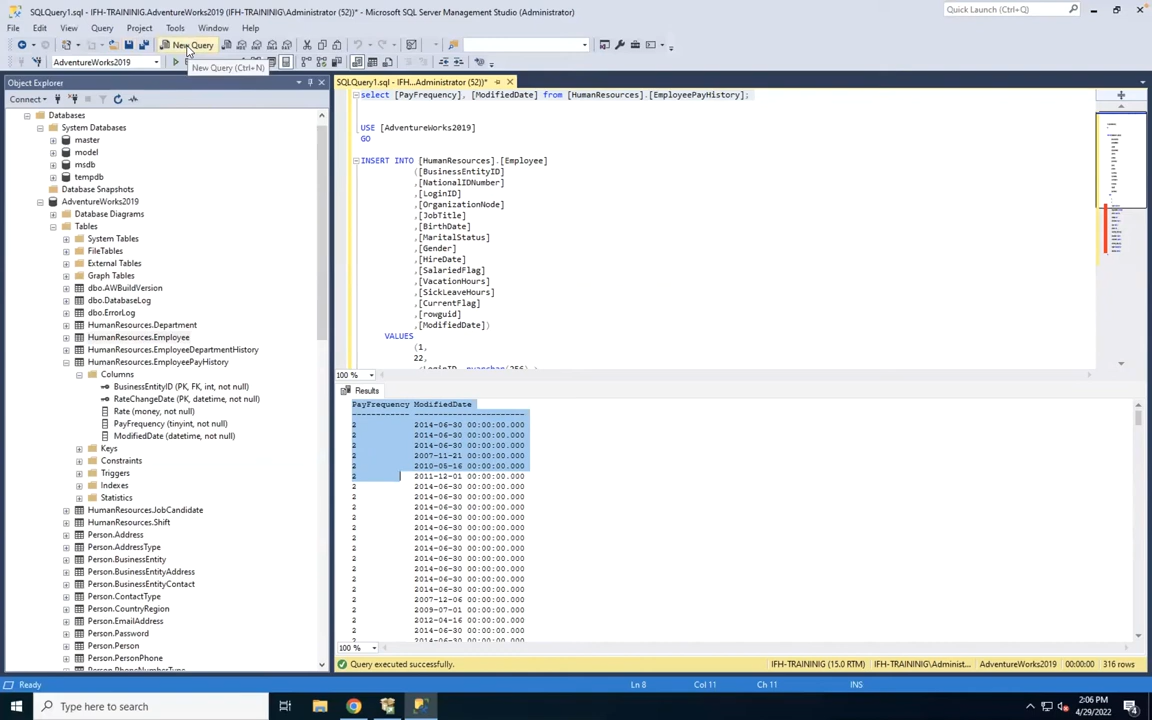 SQLQuery1.sql - IFH-TRAINIG.AdventureWorks2019 (IFH-TRAINIG\Administrator (52))* - Microsoft SQL Server Management Studio (Administrator)
Quick Launch (Ctrl+Q)
File Edit View Query Project Tools Window Help
New Query
AdventureWorks2019
New Query (Ctrl+N)
Object Explorer
Connect
Databases
System Databases
master
model
msdb
tempdb
Database Snapshots
AdventureWorks2019
Database Diagrams
Tables
System Tables
FileTables
External Tables
Graph Tables
dbo.AWBuildVersion
dbo.DatabaseLog
dbo.ErrorLog
HumanResources.Department
HumanResources.Employee
HumanResources.EmployeeDepartmentHistory
HumanResources.EmployeePayHistory
Columns
BusinessEntityID (PK, FK, int, not null)
RateChangeDate (PK, datetime, not null)
Rate (money, not null)
PayFrequency (tinyint, not null)
ModifiedDate (datetime, not null)
Keys
Constraints
Triggers
Indexes
Statistics
HumanResources.JobCandidate
HumanResources.Shift
Person.Address
Person.AddressType
Person.BusinessEntity
Person.BusinessEntityAddress
Person.BusinessEntityContact
Person.ContactType
Person.CountryRegion
Person.EmailAddress
Person.Password
Person.Person
Person.PersonPhone
Person.PhoneNumberType
SQLQuery1.sql - IFH...Administrator (52))*
select [PayFrequency], [ModifiedDate] from [HumanResources].[EmployeePayHistory];
USE [AdventureWorks2019]
GO
INSERT INTO [HumanResources].[Employee]
([BusinessEntityID]
,[NationalIDNumber]
,[LoginID]
,[OrganizationNode]
,[JobTitle]
,[BirthDate]
,[MaritalStatus]
,[Gender]
,[HireDate]
,[SalariedFlag]
,[VacationHours]
,[SickLeaveHours]
,[CurrentFlag]
,[rowguid]
,[ModifiedDate])
VALUES
(1,
22,
<LoginID, nvarchar(256),>
100 %
Results
PayFrequency ModifiedDate
------------ -----------------------
2 2014-06-30 00:00:00.000
2 2014-06-30 00:00:00.000
2 2014-06-30 00:00:00.000
2 2007-11-21 00:00:00.000
2 2010-05-16 00:00:00.000
2 2011-12-01 00:00:00.000
2 2014-06-30 00:00:00.000
2 2014-06-30 00:00:00.000
2 2014-06-30 00:00:00.000
2 2014-06-30 00:00:00.000
2 2014-06-30 00:00:00.000
2 2014-06-30 00:00:00.000
2 2014-06-30 00:00:00.000
2 2014-06-30 00:00:00.000
2 2014-06-30 00:00:00.000
2 2014-06-30 00:00:00.000
2 2014-06-30 00:00:00.000
2 2007-12-06 00:00:00.000
2 2009-07-01 00:00:00.000
2 2012-04-16 00:00:00.000
2 2014-06-30 00:00:00.000
100 %
Query executed successfully. IFH-TRAINIG (15.0 RTM) IFH-TRAINIG\Administ... AdventureWorks2019 00:00:00 316 rows
Ready Ln 8 Col 11 Ch 11 INS
Type here to search
2:06 PM
4/29/2022
4